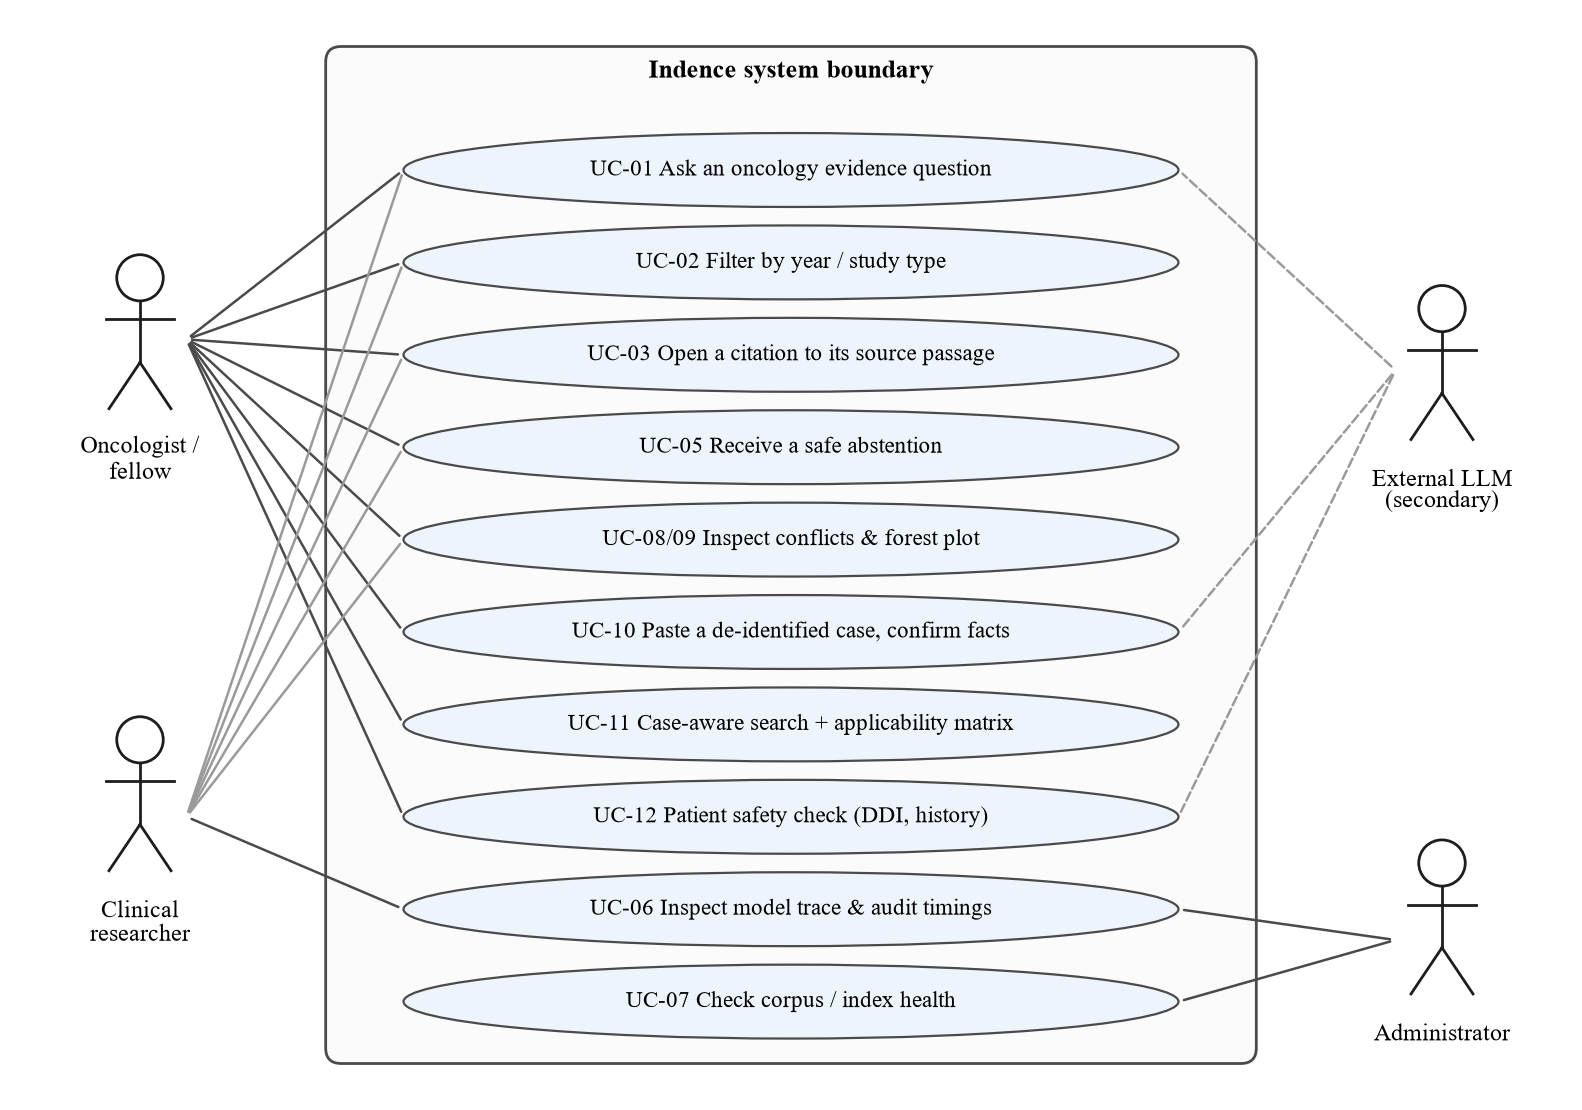 Indence system boundary
UC-01 Ask an oncology evidence question
UC-02 Filter by year / study type
UC-03 Open a citation to its source passage
UC-05 Receive a safe abstention
UC-08/09 Inspect conflicts & forest plot
UC-10 Paste a de-identified case, confirm facts
UC-11 Case-aware search + applicability matrix
UC-12 Patient safety check (DDI, history)
UC-06 Inspect model trace & audit timings
UC-07 Check corpus / index health
Oncologist /
fellow
Clinical
researcher
External LLM
(secondary)
Administrator